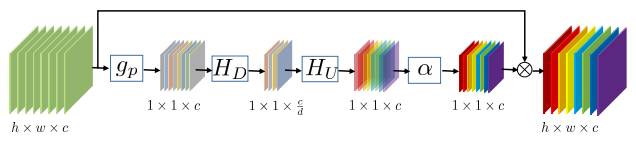 g_p H_D H_U α ⊗
h × w × c 1 × 1 × c 1 × 1 × c/d 1 × 1 × c 1 × 1 × c h × w × c